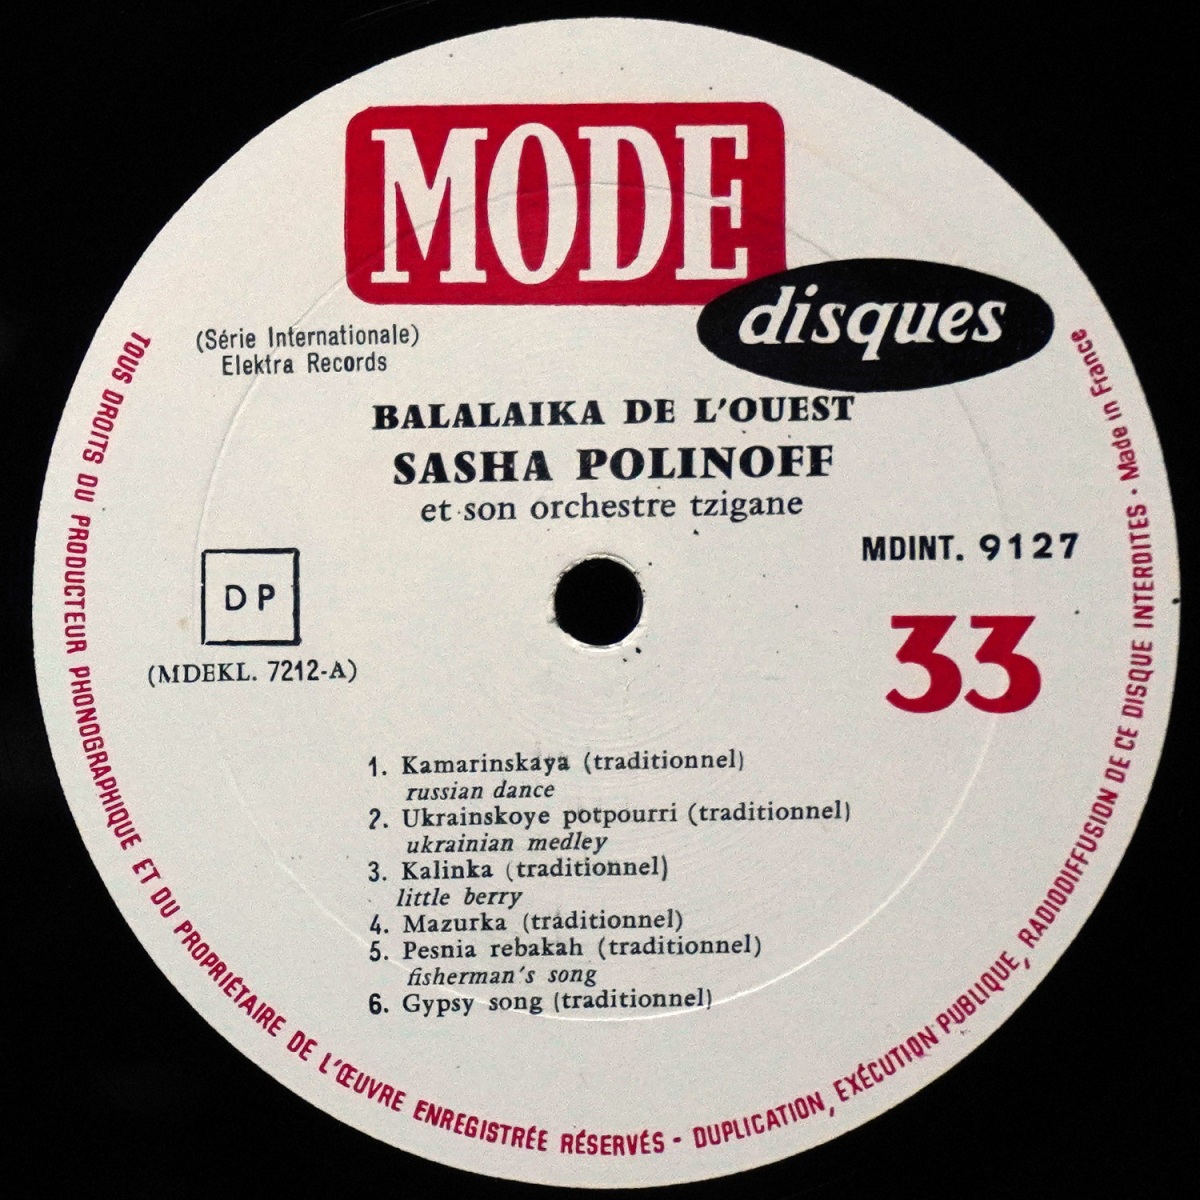 MODE
disques
(Série Internationale)
Elektra Records
BALALAIKA DE L'OUEST
SASHA POLINOFF
et son orchestre tzigane
MDINT. 9127
DP
33
(MDEKL. 7212-A)
1. Kamarinskaya (traditionnel)
russian dance
2. Ukrainskoye potpourri (traditionnel)
ukrainian medley
3. Kalinka (traditionnel)
little berry
4. Mazurka (traditionnel)
5. Pesnia rebakah (traditionnel)
fisherman's song
6. Gypsy song (traditionnel)
TOUS DROITS DU PRODUCTEUR PHONOGRAPHIQUE ET DU PROPRIÉTAIRE DE L'ŒUVRE ENREGISTRÉE RÉSERVÉS - DUPLICATION, EXÉCUTION PUBLIQUE, RADIODIFFUSION DE CE DISQUE INTERDITES · Made in France